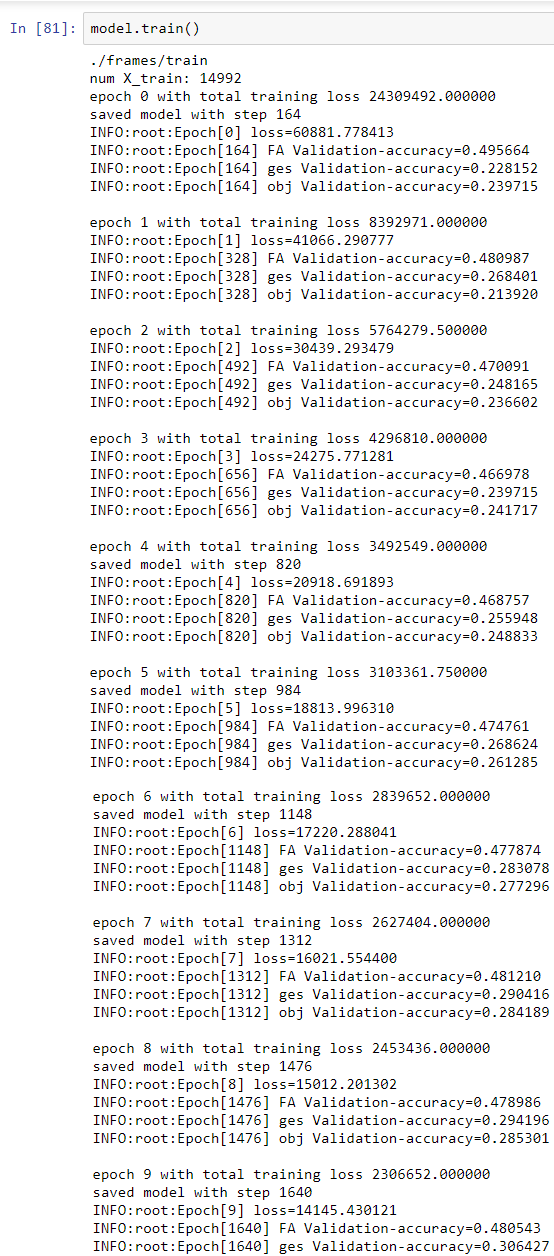 In [81]: model.train()
./frames/train
num X_train: 14992
epoch 0 with total training loss 24309492.000000
saved model with step 164
INFO:root:Epoch[0] loss=60881.778413
INFO:root:Epoch[164] FA Validation-accuracy=0.495664
INFO:root:Epoch[164] ges Validation-accuracy=0.228152
INFO:root:Epoch[164] obj Validation-accuracy=0.239715
epoch 1 with total training loss 8392971.000000
INFO:root:Epoch[1] loss=41066.290777
INFO:root:Epoch[328] FA Validation-accuracy=0.480987
INFO:root:Epoch[328] ges Validation-accuracy=0.268401
INFO:root:Epoch[328] obj Validation-accuracy=0.213920
epoch 2 with total training loss 5764279.500000
INFO:root:Epoch[2] loss=30439.293479
INFO:root:Epoch[492] FA Validation-accuracy=0.470091
INFO:root:Epoch[492] ges Validation-accuracy=0.248165
INFO:root:Epoch[492] obj Validation-accuracy=0.236602
epoch 3 with total training loss 4296810.000000
INFO:root:Epoch[3] loss=24275.771281
INFO:root:Epoch[656] FA Validation-accuracy=0.466978
INFO:root:Epoch[656] ges Validation-accuracy=0.239715
INFO:root:Epoch[656] obj Validation-accuracy=0.241717
epoch 4 with total training loss 3492549.000000
saved model with step 820
INFO:root:Epoch[4] loss=20918.691893
INFO:root:Epoch[820] FA Validation-accuracy=0.468757
INFO:root:Epoch[820] ges Validation-accuracy=0.255948
INFO:root:Epoch[820] obj Validation-accuracy=0.248833
epoch 5 with total training loss 3103361.750000
saved model with step 984
INFO:root:Epoch[5] loss=18813.996310
INFO:root:Epoch[984] FA Validation-accuracy=0.474761
INFO:root:Epoch[984] ges Validation-accuracy=0.268624
INFO:root:Epoch[984] obj Validation-accuracy=0.261285
epoch 6 with total training loss 2839652.000000
saved model with step 1148
INFO:root:Epoch[6] loss=17220.288041
INFO:root:Epoch[1148] FA Validation-accuracy=0.477874
INFO:root:Epoch[1148] ges Validation-accuracy=0.283078
INFO:root:Epoch[1148] obj Validation-accuracy=0.277296
epoch 7 with total training loss 2627404.000000
saved model with step 1312
INFO:root:Epoch[7] loss=16021.554400
INFO:root:Epoch[1312] FA Validation-accuracy=0.481210
INFO:root:Epoch[1312] ges Validation-accuracy=0.290416
INFO:root:Epoch[1312] obj Validation-accuracy=0.284189
epoch 8 with total training loss 2453436.000000
saved model with step 1476
INFO:root:Epoch[8] loss=15012.201302
INFO:root:Epoch[1476] FA Validation-accuracy=0.478986
INFO:root:Epoch[1476] ges Validation-accuracy=0.294196
INFO:root:Epoch[1476] obj Validation-accuracy=0.285301
epoch 9 with total training loss 2306652.000000
saved model with step 1640
INFO:root:Epoch[9] loss=14145.430121
INFO:root:Epoch[1640] FA Validation-accuracy=0.480543
INFO:root:Epoch[1640] ges Validation-accuracy=0.306427